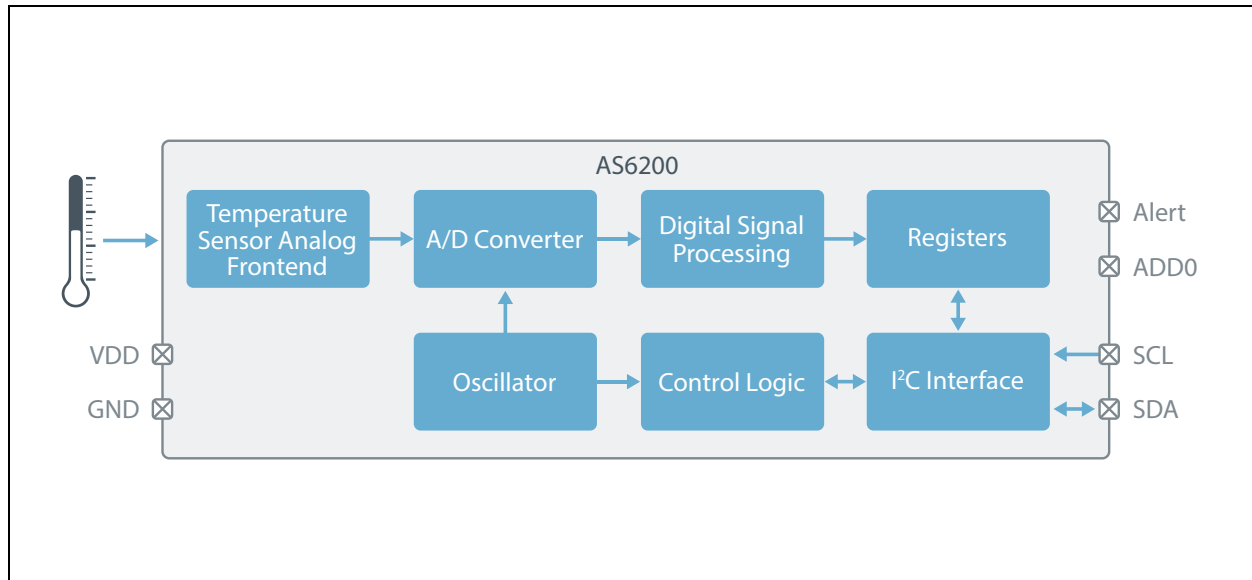 AS6200
Temperature
Sensor Analog
Frontend
A/D Converter
Digital Signal
Processing
Registers
Alert
ADD0
VDD
GND
Oscillator
Control Logic
I²C Interface
SCL
SDA